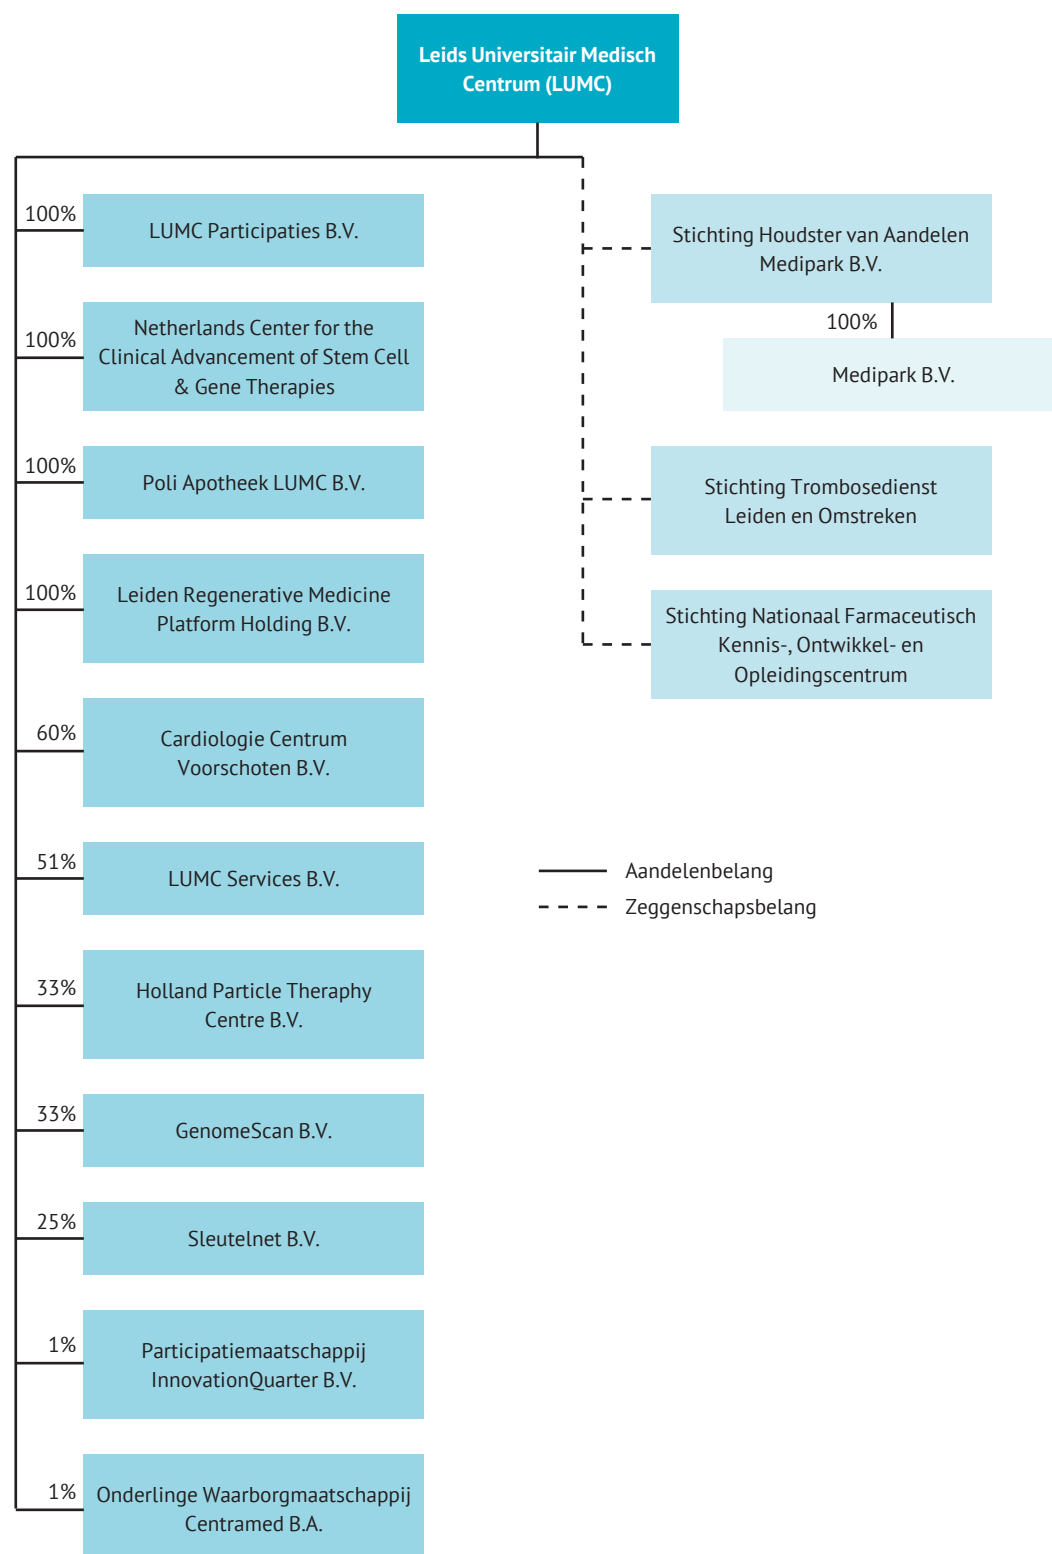 Leids Universitair Medisch
Centrum (LUMC)
100%
LUMC Participaties B.V.
100%
Netherlands Center for the
Clinical Advancement of Stem Cell
& Gene Therapies
100%
Poli Apotheek LUMC B.V.
100%
Leiden Regenerative Medicine
Platform Holding B.V.
60%
Cardiologie Centrum
Voorschoten B.V.
51%
LUMC Services B.V.
33%
Holland Particle Theraphy
Centre B.V.
33%
GenomeScan B.V.
25%
Sleutelnet B.V.
1%
Participatiemaatschappij
InnovationQuarter B.V.
1%
Onderlinge Waarborgmaatschappij
Centramed B.A.
Stichting Houdster van Aandelen
Medipark B.V.
100%
Medipark B.V.
Stichting Trombosedienst
Leiden en Omstreken
Stichting Nationaal Farmaceutisch
Kennis-, Ontwikkel- en
Opleidingscentrum
Aandelenbelang
Zeggenschapsbelang